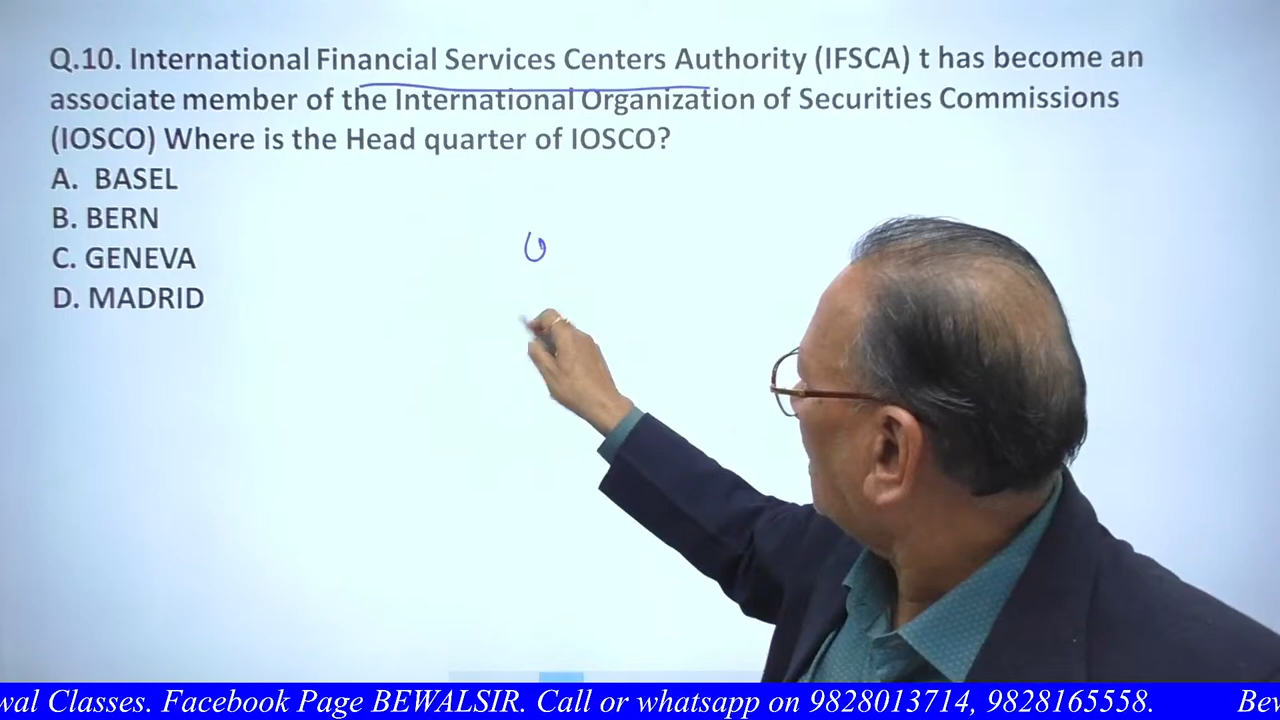 Q.10. International Financial Services Centers Authority (IFSCA) t has become an
associate member of the International Organization of Securities Commissions
(IOSCO) Where is the Head quarter of IOSCO?
A. BASEL
B. BERN
C. GENEVA
D. MADRID
wal Classes. Facebook Page BEWALSIR. Call or whatsapp on 9828013714, 9828165558. Bew